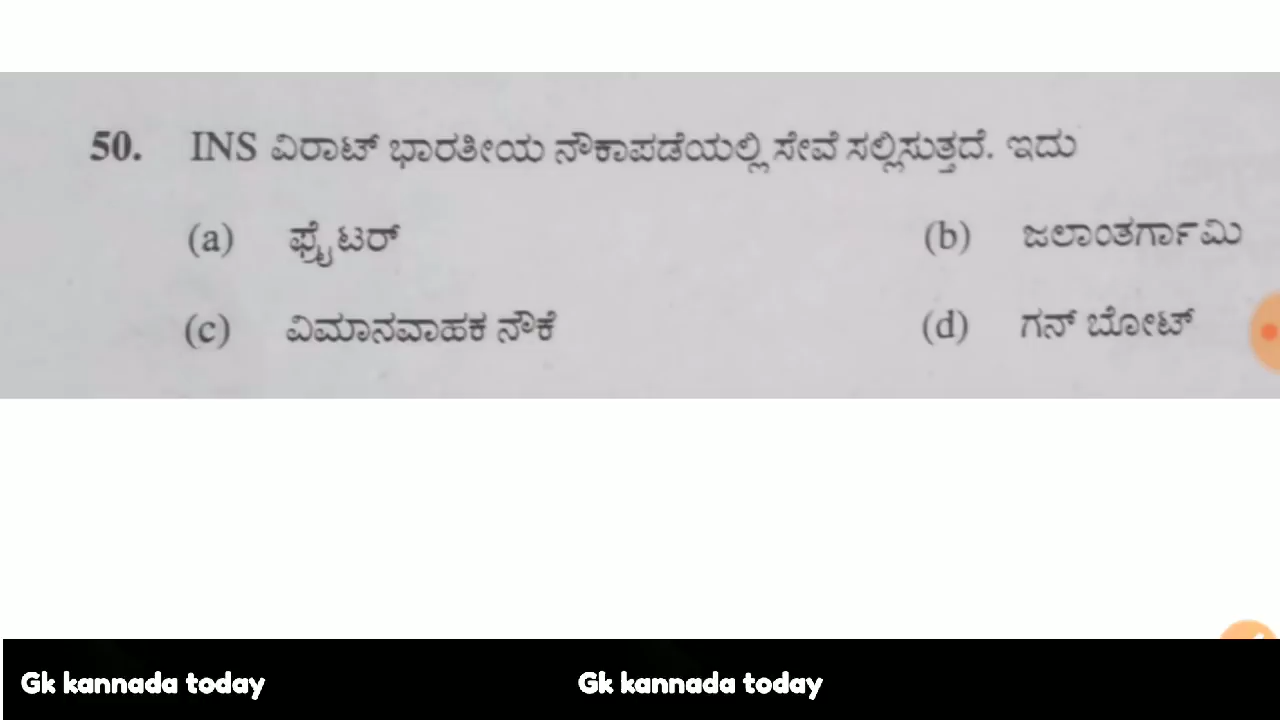 50. INS ವಿರಾಟ್ ಭಾರತೀಯ ನೌಕಾಪಡೆಯಲ್ಲಿ ಸೇವೆ ಸಲ್ಲಿಸುತ್ತದೆ. ಇದು
(a) ಫ್ರೈಟರ್ (b) ಜಲಾಂತರ್ಗಾಮಿ
(c) ವಿಮಾನವಾಹಕ ನೌಕೆ (d) ಗನ್ ಬೋಟ್
Gk kannada today Gk kannada today